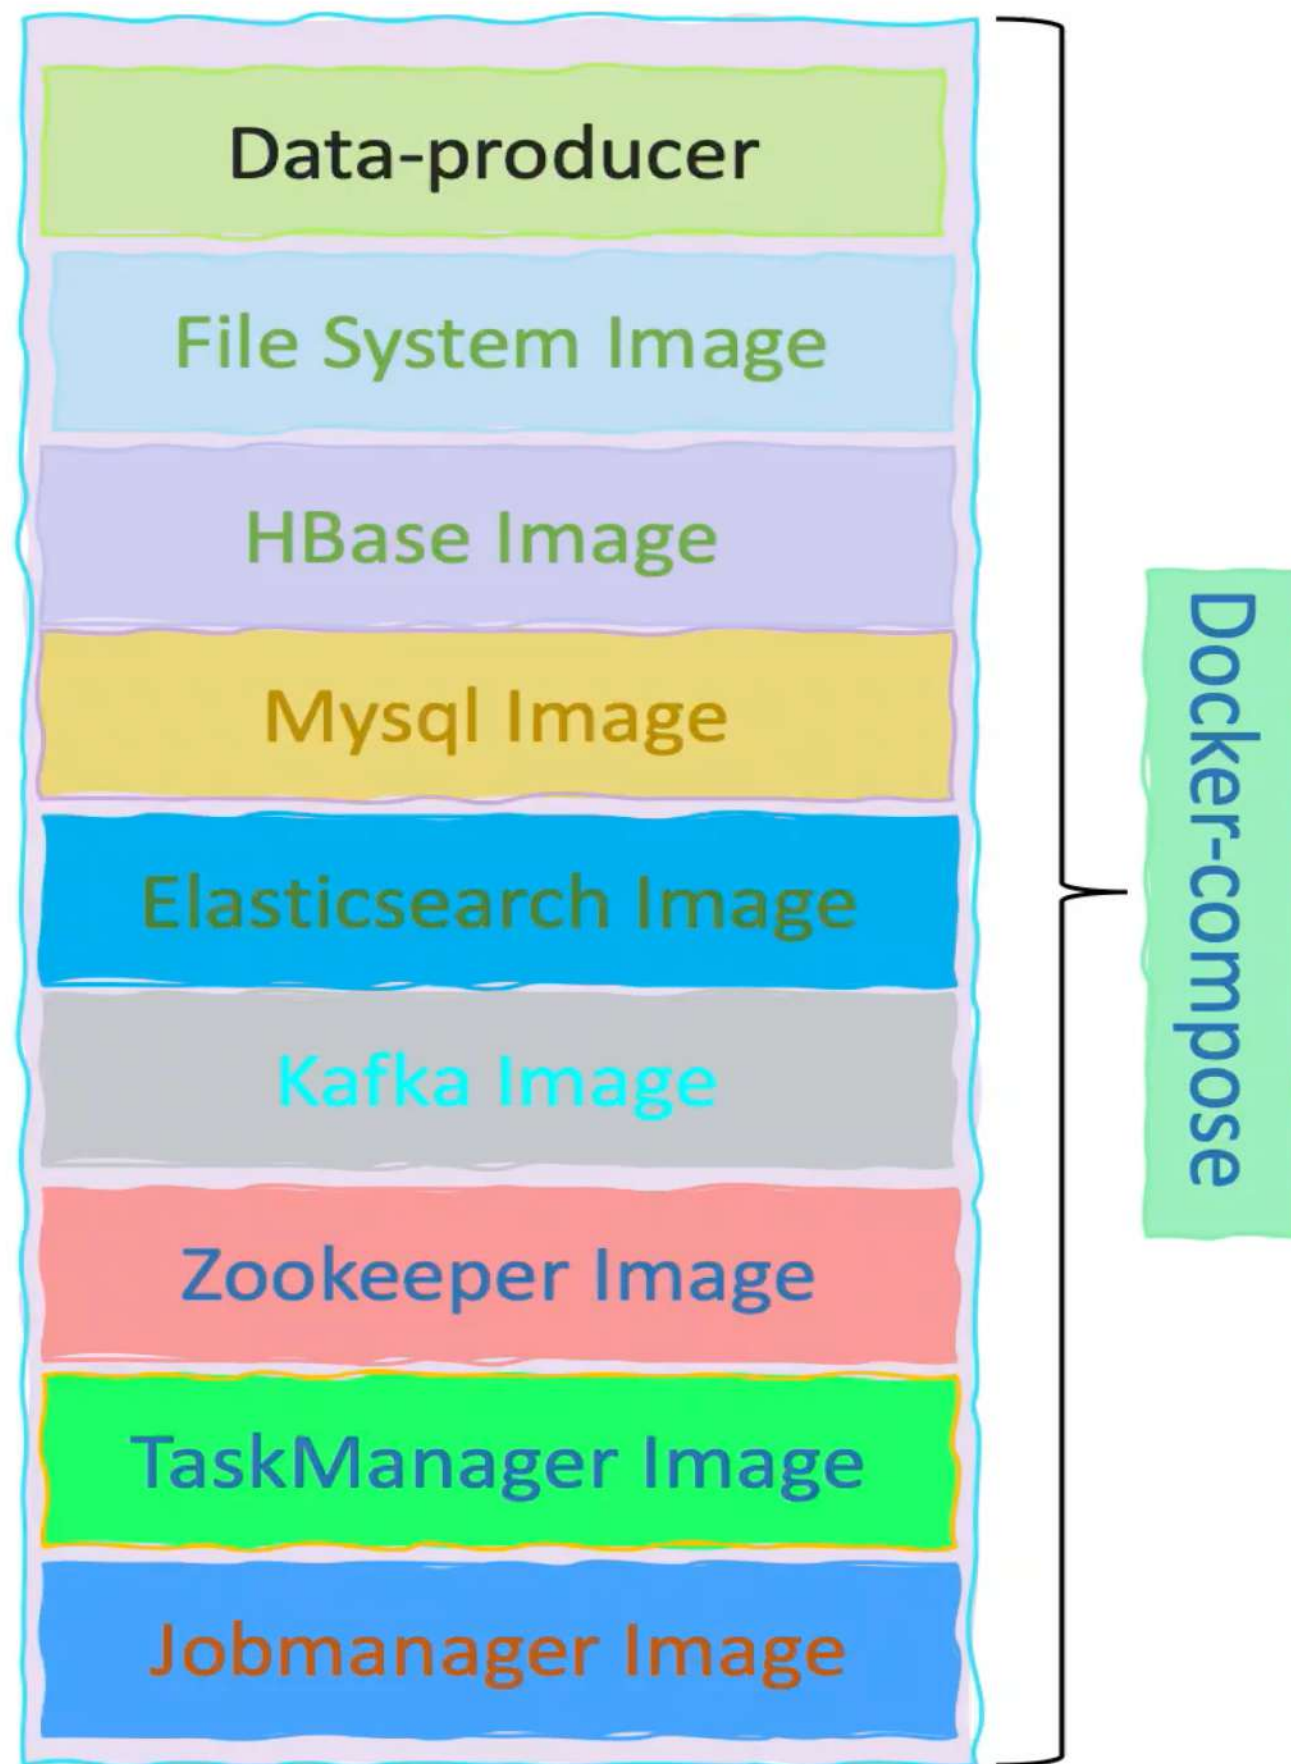 Data-producer
File System Image
HBase Image
Mysql Image
Elasticsearch Image
Kafka Image
Zookeeper Image
TaskManager Image
Jobmanager Image
Docker-compose